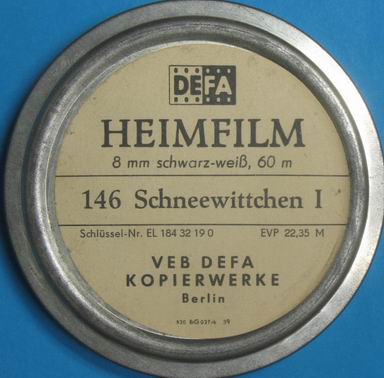 DEFA
HEIMFILM
8 mm schwarz-weiß, 60 m
146 Schneewittchen I
Schlüssel-Nr. EL 184 32 19 0 EVP 22,35 M
VEB DEFA
KOPIERWERKE
Berlin